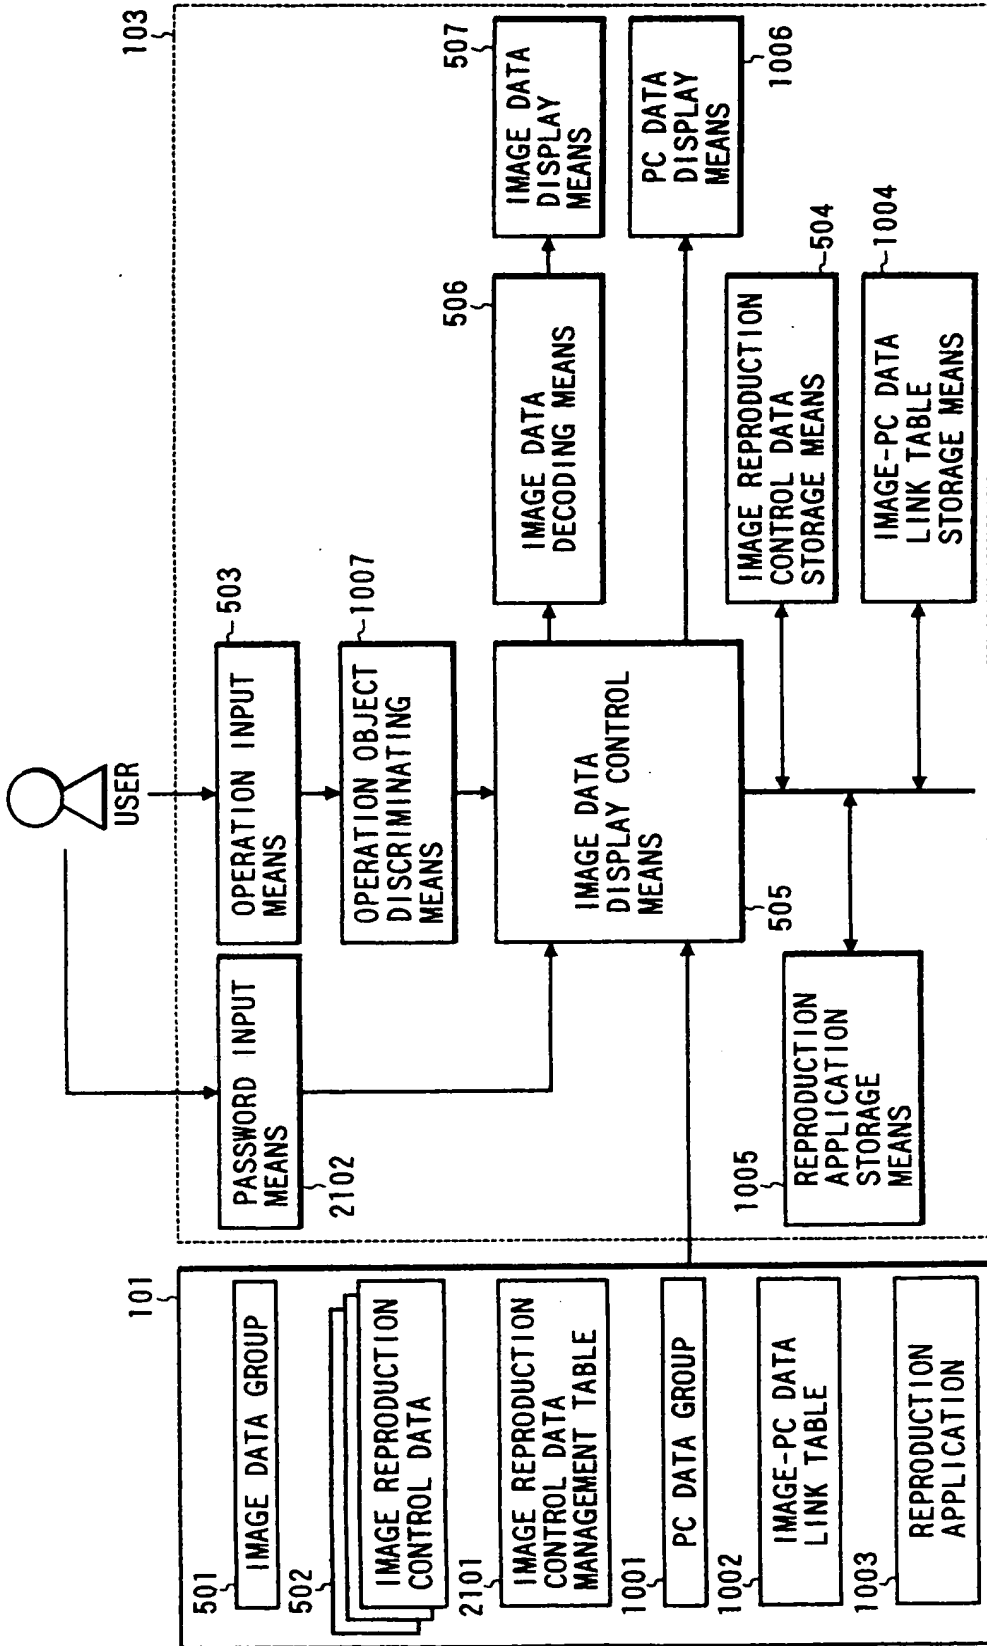 101
501
IMAGE DATA GROUP
502
IMAGE REPRODUCTION
CONTROL DATA
2101
IMAGE REPRODUCTION
CONTROL DATA
MANAGEMENT TABLE
1001
PC DATA GROUP
1002
IMAGE-PC DATA
LINK TABLE
1003
REPRODUCTION
APPLICATION
USER
103
PASSWORD INPUT
MEANS
2102
OPERATION INPUT
MEANS
503
OPERATION OBJECT
DISCRIMINATING
MEANS
1007
IMAGE DATA
DISPLAY CONTROL
MEANS
505
IMAGE DATA
DECODING MEANS
506
IMAGE DATA
DISPLAY
MEANS
507
PC DATA
DISPLAY
MEANS
1006
REPRODUCTION
APPLICATION
STORAGE
MEANS
1005
IMAGE REPRODUCTION
CONTROL DATA
STORAGE MEANS
504
IMAGE-PC DATA
LINK TABLE
STORAGE MEANS
1004